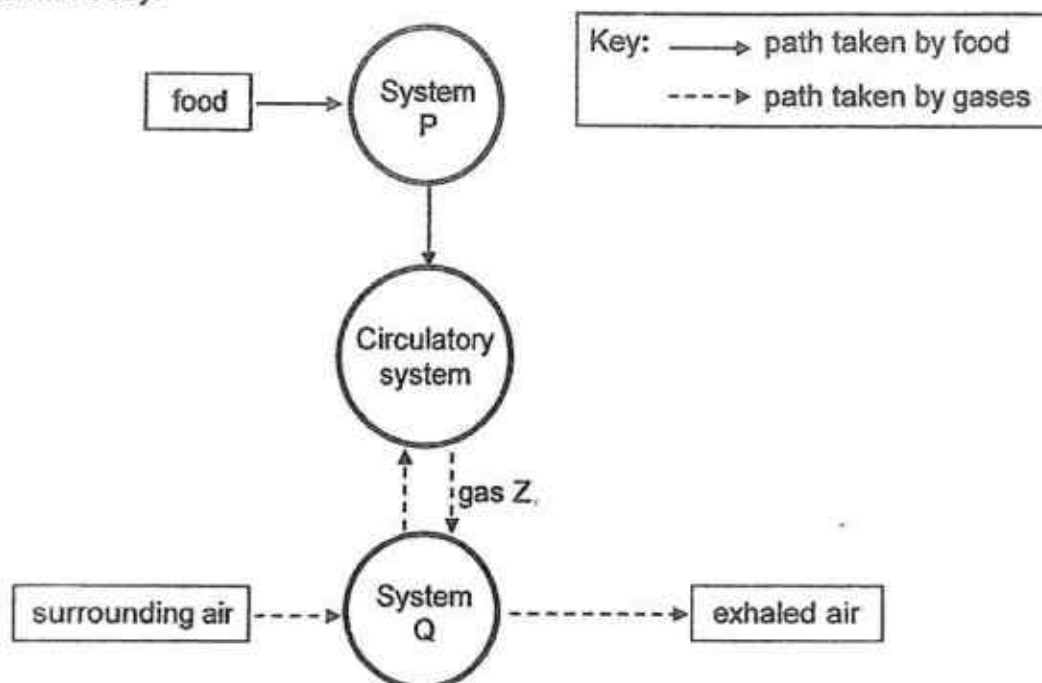 Key: path taken by food
path taken by gases
food
System
P
Circulatory
system
gas Z
System
Q
surrounding air
exhaled air